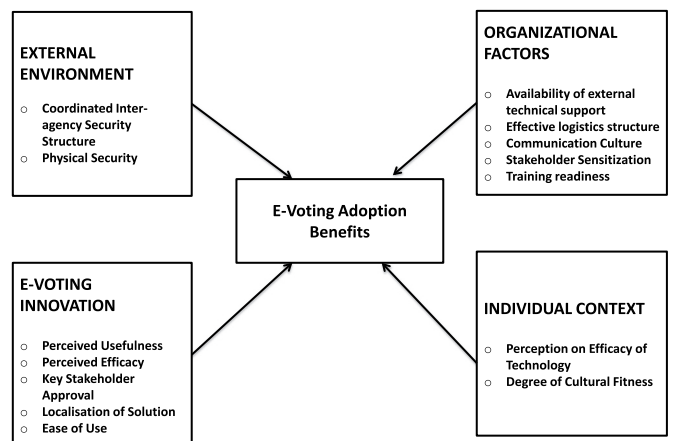 EXTERNAL
ENVIRONMENT
○ Coordinated Inter-
agency Security
Structure
○ Physical Security
ORGANIZATIONAL
FACTORS
○ Availability of external
technical support
○ Effective logistics structure
○ Communication Culture
○ Stakeholder Sensitization
○ Training readiness
E-Voting Adoption
Benefits
E-VOTING
INNOVATION
○ Perceived Usefulness
○ Perceived Efficacy
○ Key Stakeholder
Approval
○ Localisation of Solution
○ Ease of Use
INDIVIDUAL CONTEXT
○ Perception on Efficacy of
Technology
○ Degree of Cultural Fitness